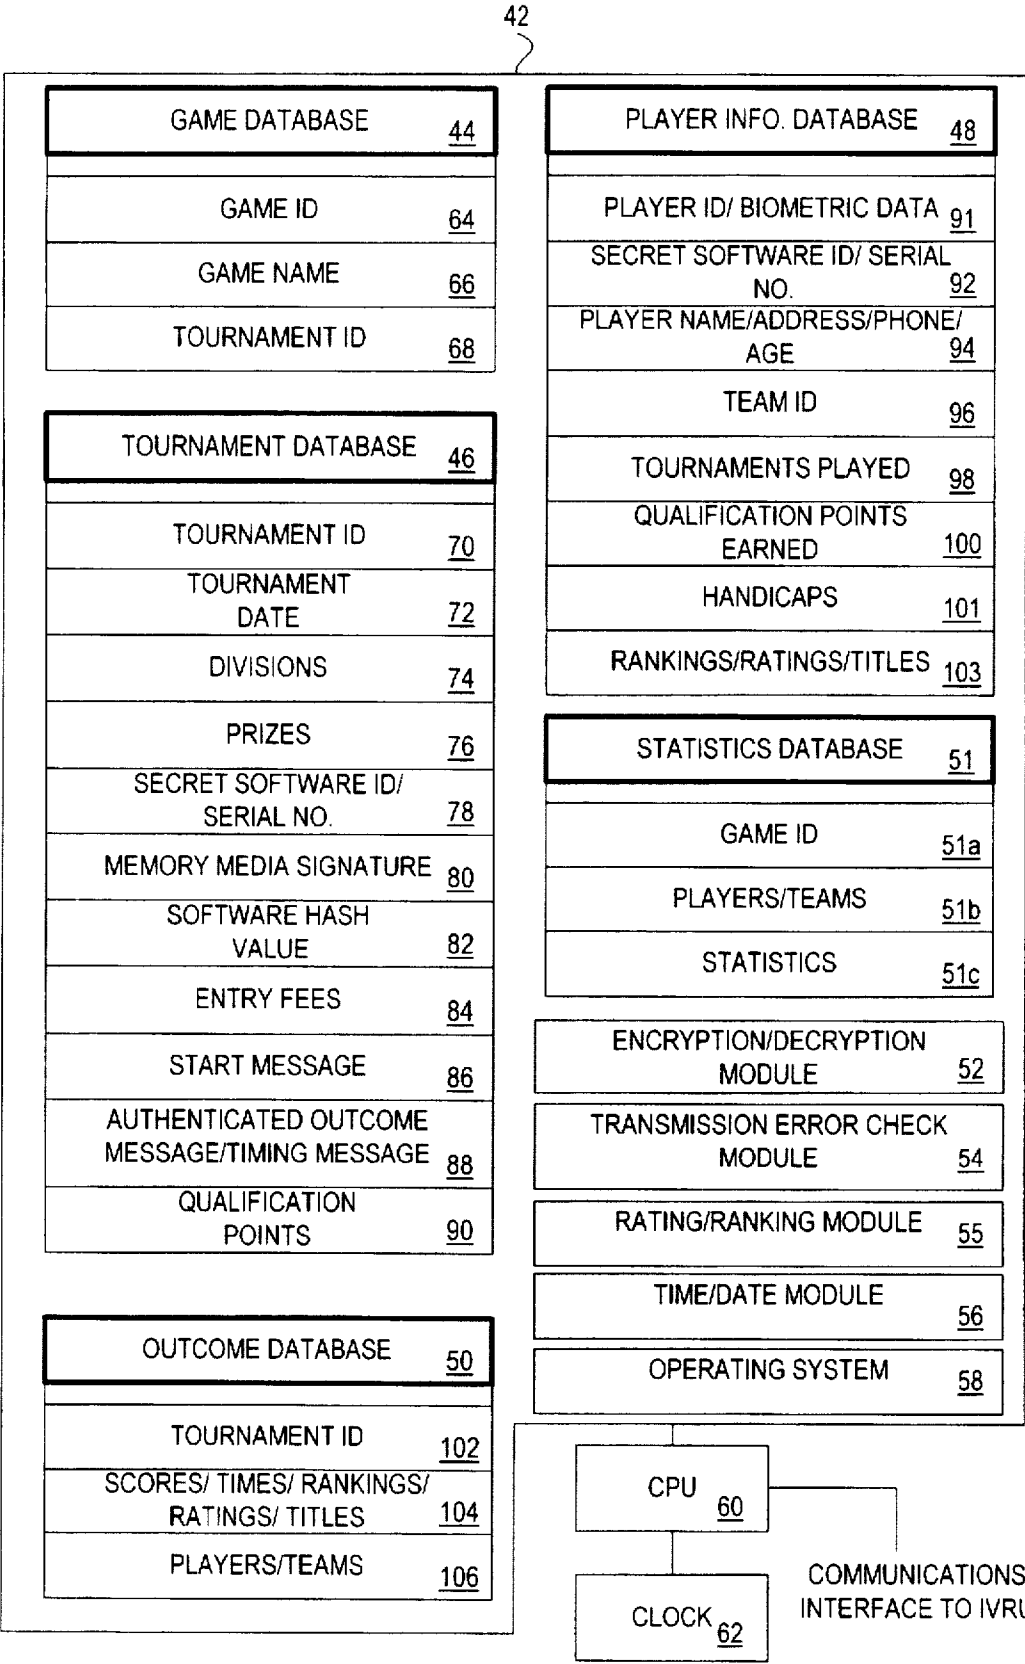 42
GAME DATABASE 44
GAME ID 64
GAME NAME 66
TOURNAMENT ID 68
TOURNAMENT DATABASE 46
TOURNAMENT ID 70
TOURNAMENT
DATE 72
DIVISIONS 74
PRIZES 76
SECRET SOFTWARE ID/
SERIAL NO. 78
MEMORY MEDIA SIGNATURE 80
SOFTWARE HASH
VALUE 82
ENTRY FEES 84
START MESSAGE 86
AUTHENTICATED OUTCOME
MESSAGE/TIMING MESSAGE 88
QUALIFICATION
POINTS 90
OUTCOME DATABASE 50
TOURNAMENT ID 102
SCORES/ TIMES/ RANKINGS/
RATINGS/ TITLES 104
PLAYERS/TEAMS 106
PLAYER INFO. DATABASE 48
PLAYER ID/ BIOMETRIC DATA 91
SECRET SOFTWARE ID/ SERIAL
NO. 92
PLAYER NAME/ADDRESS/PHONE/
AGE 94
TEAM ID 96
TOURNAMENTS PLAYED 98
QUALIFICATION POINTS
EARNED 100
HANDICAPS 101
RANKINGS/RATINGS/TITLES 103
STATISTICS DATABASE 51
GAME ID 51a
PLAYERS/TEAMS 51b
STATISTICS 51c
ENCRYPTION/DECRYPTION
MODULE 52
TRANSMISSION ERROR CHECK
MODULE 54
RATING/RANKING MODULE 55
TIME/DATE MODULE 56
OPERATING SYSTEM 58
CPU 60
CLOCK 62
COMMUNICATIONS
INTERFACE TO IVRU